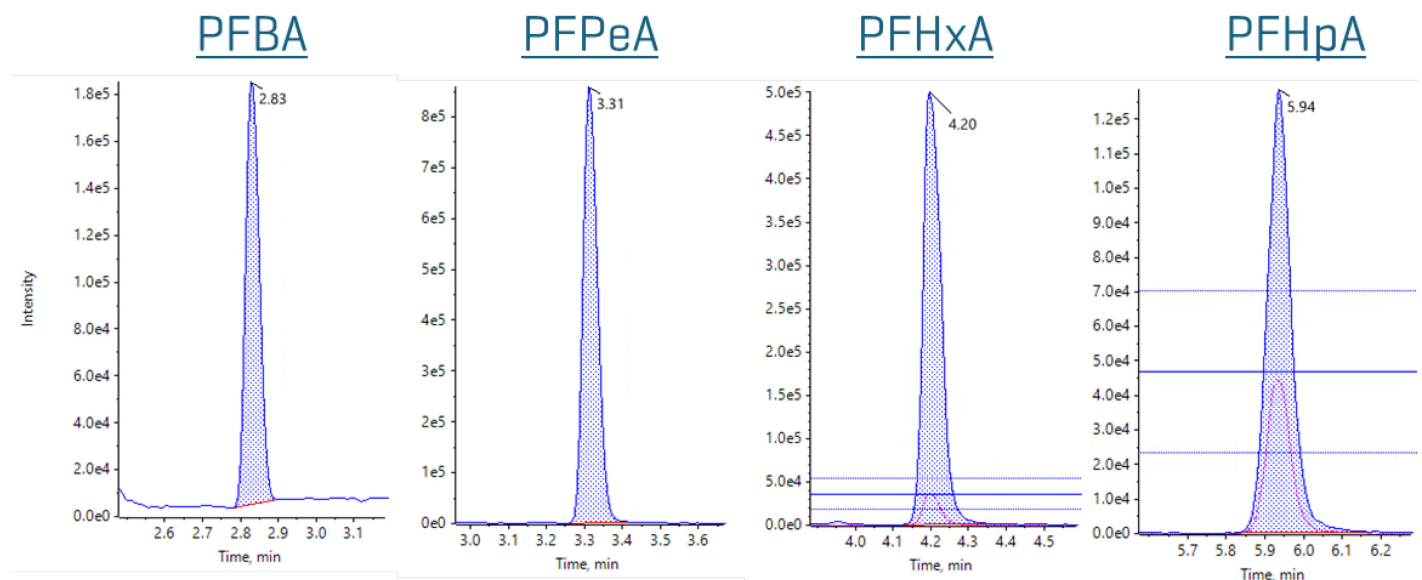 PFBA
PFPeA
PFHxA
PFHpA
Intensity
1.8e5
1.6e5
1.4e5
1.2e5
1.0e5
8.0e4
6.0e4
4.0e4
2.0e4
0.0e0
2.83
2.6 2.7 2.8 2.9 3.0 3.1
Time, min
8e5
7e5
6e5
5e5
4e5
3e5
2e5
1e5
0e0
3.31
3.0 3.1 3.2 3.3 3.4 3.5 3.6
Time, min
5.0e5
4.5e5
4.0e5
3.5e5
3.0e5
2.5e5
2.0e5
1.5e5
1.0e5
5.0e4
0.0e0
4.20
4.0 4.1 4.2 4.3 4.4 4.5
Time, min
1.2e5
1.1e5
1.0e5
9.0e4
8.0e4
7.0e4
6.0e4
5.0e4
4.0e4
3.0e4
2.0e4
1.0e4
0.0e0
5.94
5.7 5.8 5.9 6.0 6.1 6.2
Time, min